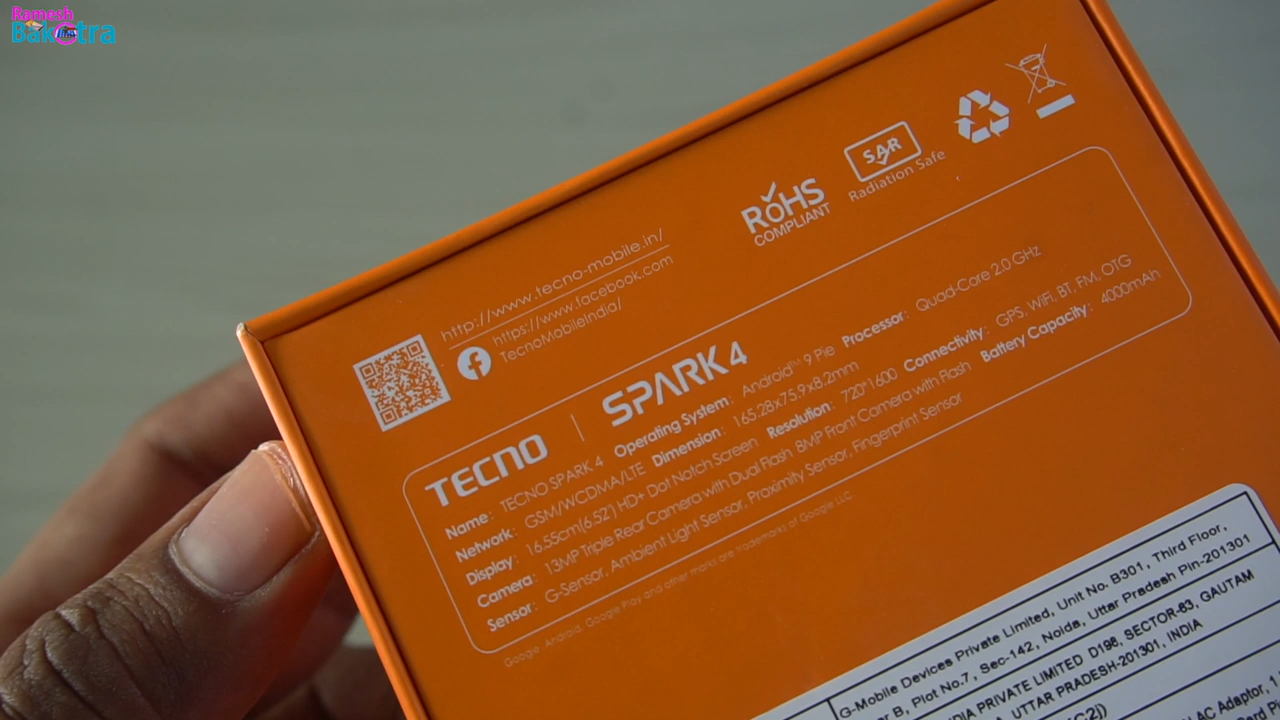 Ramesh
Bakotra
http://www.tecno-mobile.in/
https://www.facebook.com
TecnoMobileIndia/
RoHS
COMPLIANT
SAR
Radiation Safe
TECNO | SPARK 4
Name: TECNO SPARK 4 Operating System: Android™ 9 Pie Processor: Quad-Core 2.0 GHz
Network: GSM/WCDMA/LTE Dimension: 165.28x75.9x8.2mm Connectivity: GPS, WiFi, BT, FM, OTG
Display: 16.55cm(6.52') HD+ Dot Notch Screen Resolution: 720*1600 Battery Capacity: 4000mAh
Camera: 13MP Triple Rear Camera with Dual Flash 8MP Front Camera with Flash
Sensor: G-Sensor, Ambient Light Sensor, Proximity Sensor, Fingerprint Sensor
Google, Android, Google Play and other marks are trademarks of Google LLC.
G-Mobile Devices Private Limited, Unit No. B301, Third Floor,
er B, Plot No.7, Sec-142, Noida, Uttar Pradesh Pin-201301
DIA PRIVATE LIMITED D196, SECTOR-63, GAUTAM
UTTAR PRADESH-201301, INDIA
AC Adaptor, 1